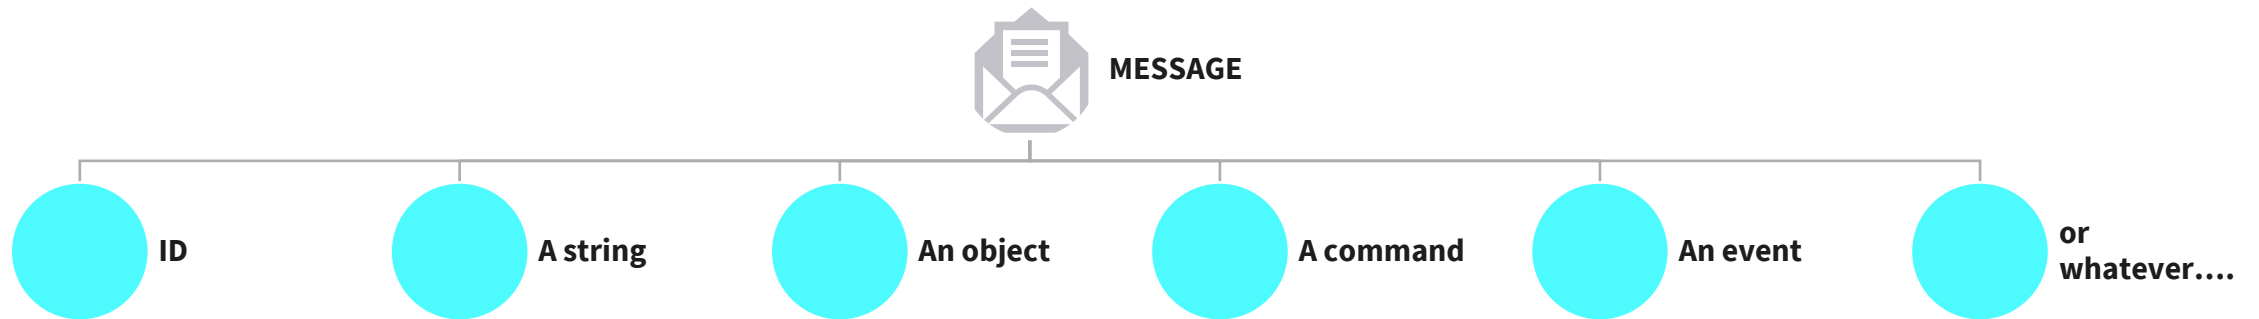 MESSAGE
ID
A string
An object
A command
An event
or
whatever....